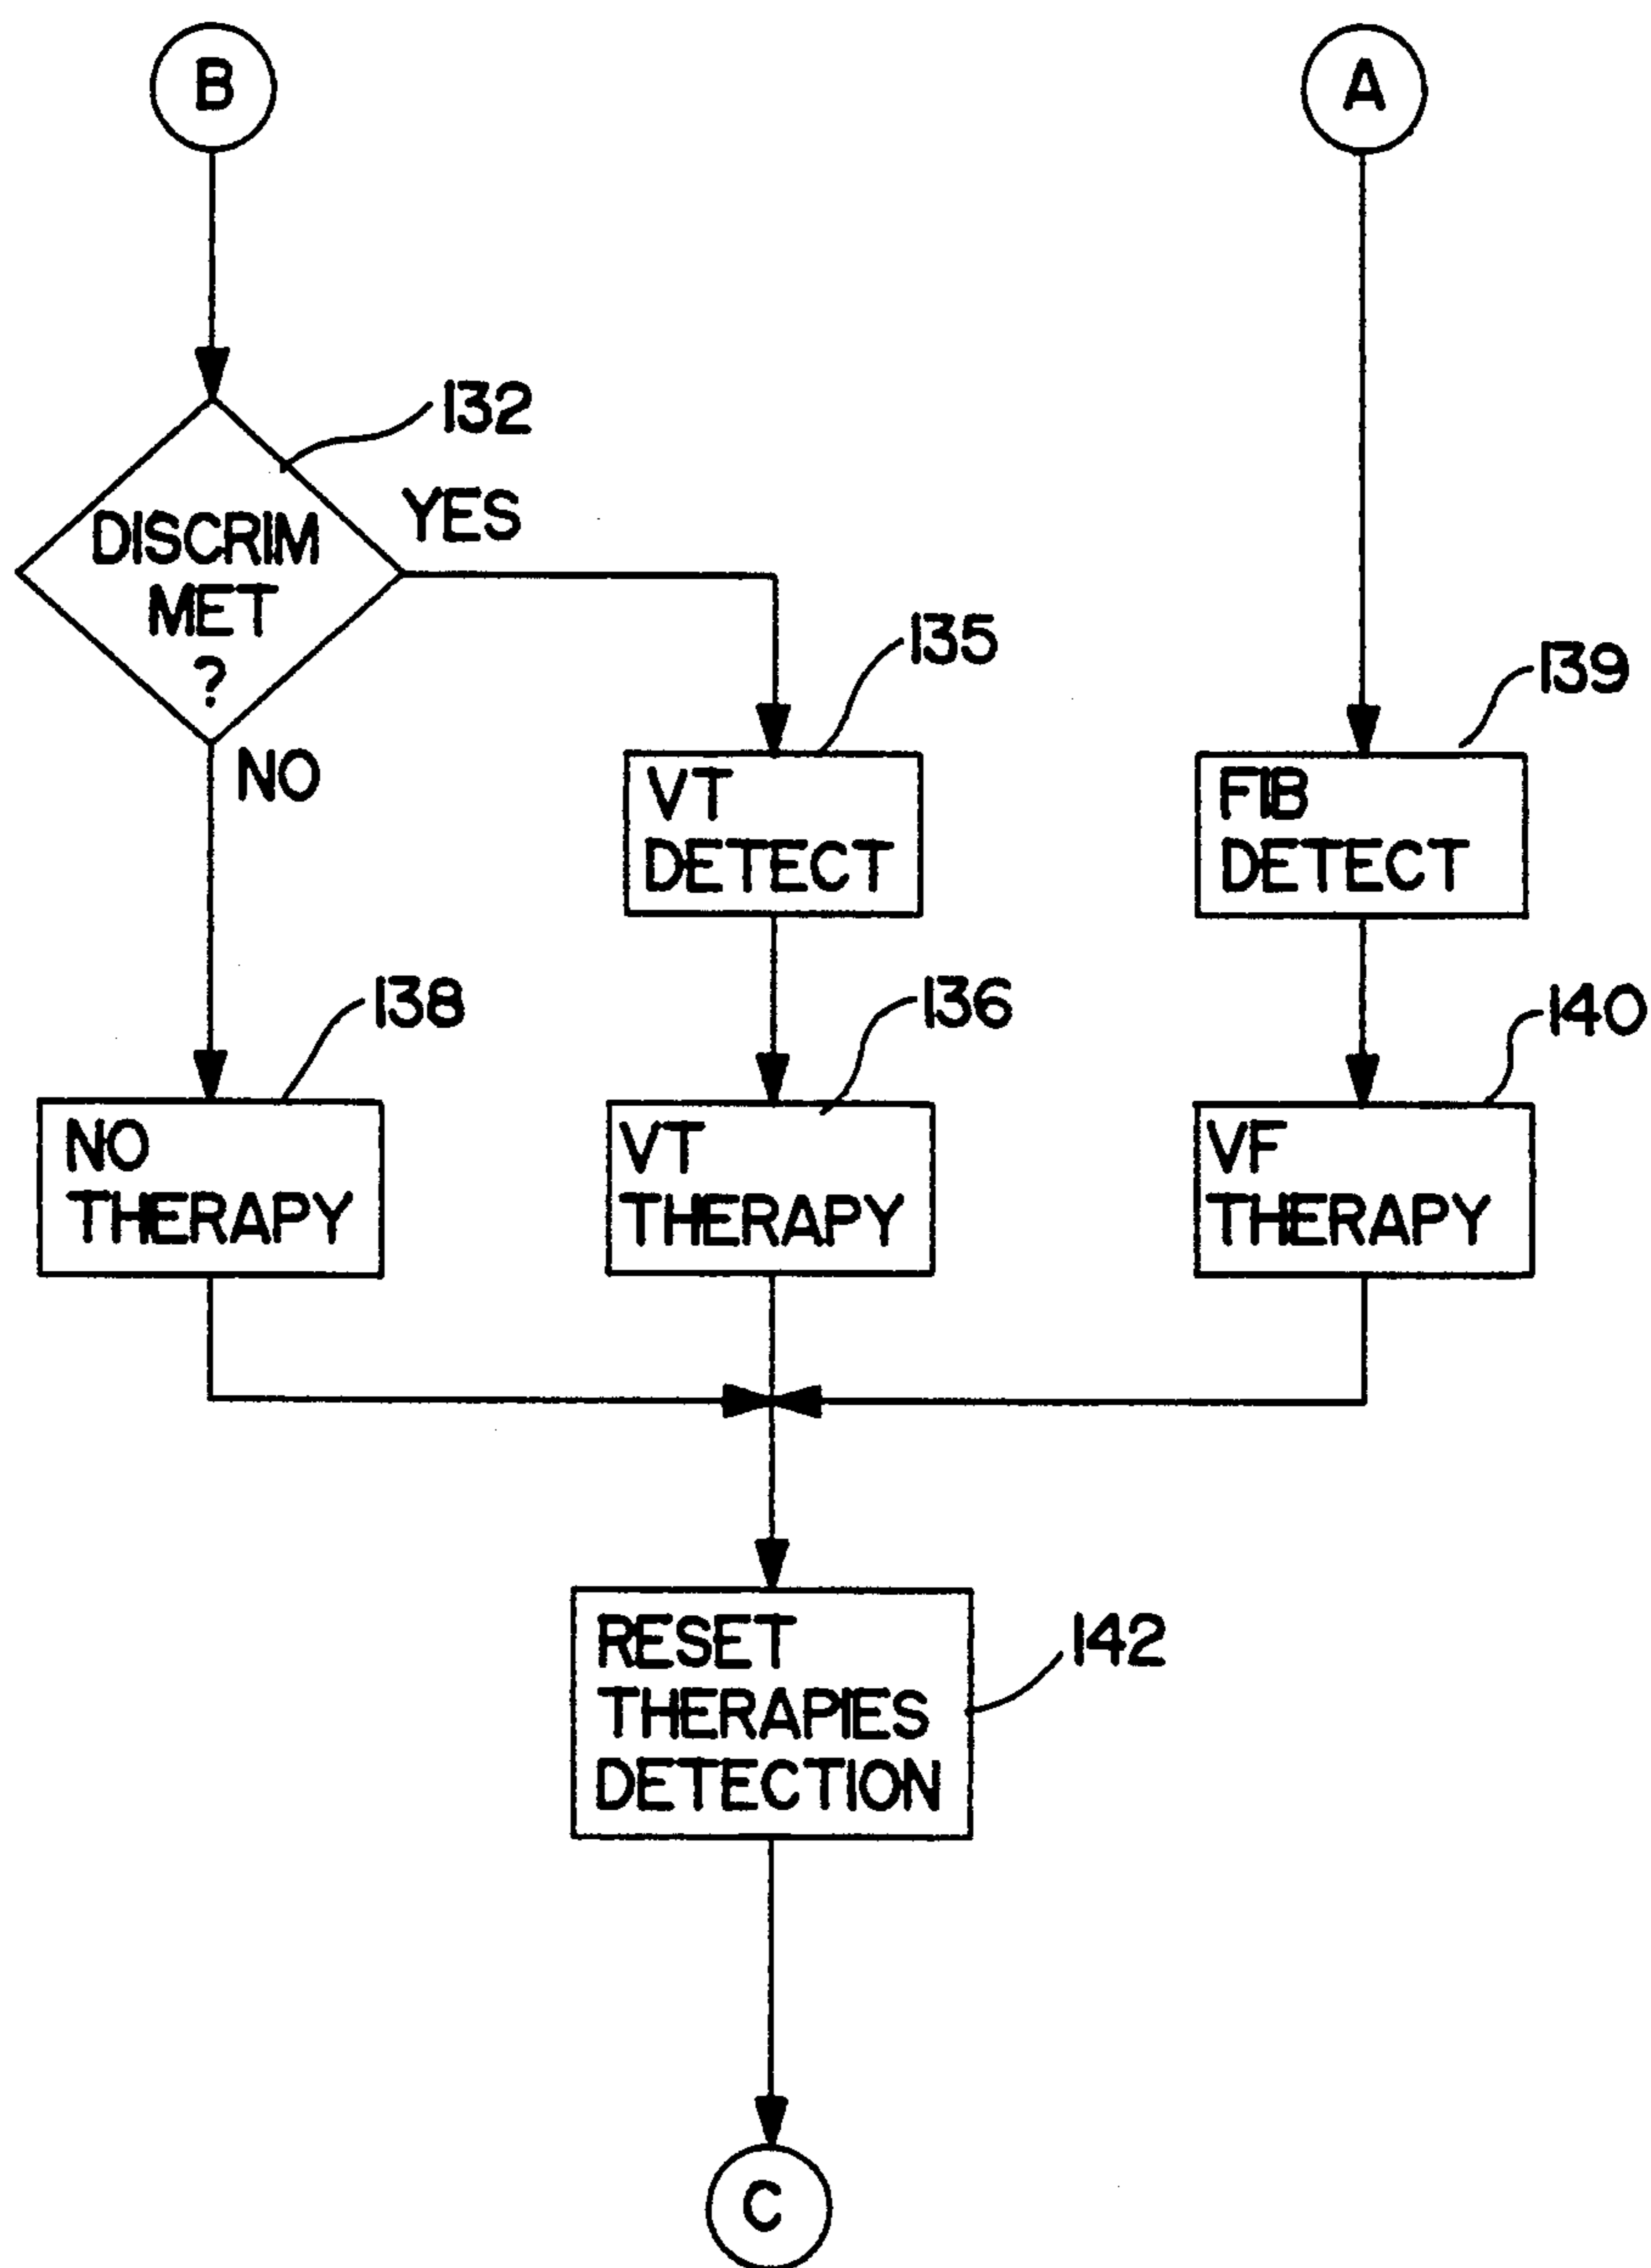 B
A
132
DISCRIM
MET
?
YES
NO
135
VT
DETECT
139
FIB
DETECT
138
NO
THERAPY
136
VT
THERAPY
140
VF
THERAPY
142
RESET
THERAPIES
DETECTION
C